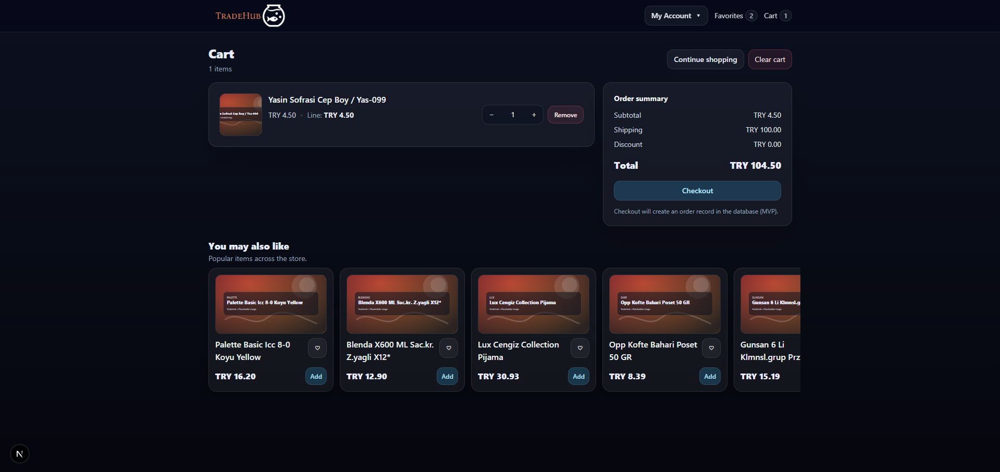 TRADEHUB
My Account ▼
Favorites 2
Cart 1
Cart
1 items
Continue shopping
Clear cart
n Sofrasi Cep Boy / Yas-099
Yasin Sofrasi Cep Boy / Yas-099
TRY 4.50 • Line: TRY 4.50
− 1 +
Remove
Order summary
Subtotal TRY 4.50
Shipping TRY 100.00
Discount TRY 0.00
Total TRY 104.50
Checkout
Checkout will create an order record in the database (MVP).
You may also like
Popular items across the store.
PALETTE
Palette Basic Icc 8-0 Koyu Yellow
TradeHub • Placeholder image
Palette Basic Icc 8-0
Koyu Yellow
TRY 16.20
Add
BLENDAX
Blenda X600 ML Sac.kr. Z.yagli X12*
TradeHub • Placeholder image
Blenda X600 ML Sac.kr.
Z.yagli X12*
TRY 12.90
Add
LUX
Lux Cengiz Collection Pijama
TradeHub • Placeholder image
Lux Cengiz Collection
Pijama
TRY 30.93
Add
SARF
Opp Kofte Bahari Poset 50 GR
TradeHub • Placeholder image
Opp Kofte Bahari Poset
50 GR
TRY 8.39
Add
GUNSAN
Gunsan 6 Li Klmnsl.g
TradeHub • Placeholder image
Gunsan 6 Li
Klmnsl.grup Prz
TRY 15.19
N